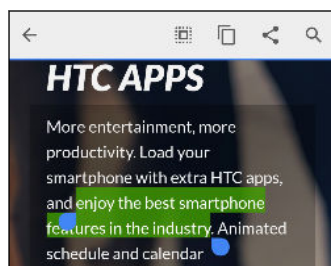 HTC APPS
More entertainment, more
productivity. Load your
smartphone with extra HTC apps,
and enjoy the best smartphone
features in the industry. Animated
schedule and calendar